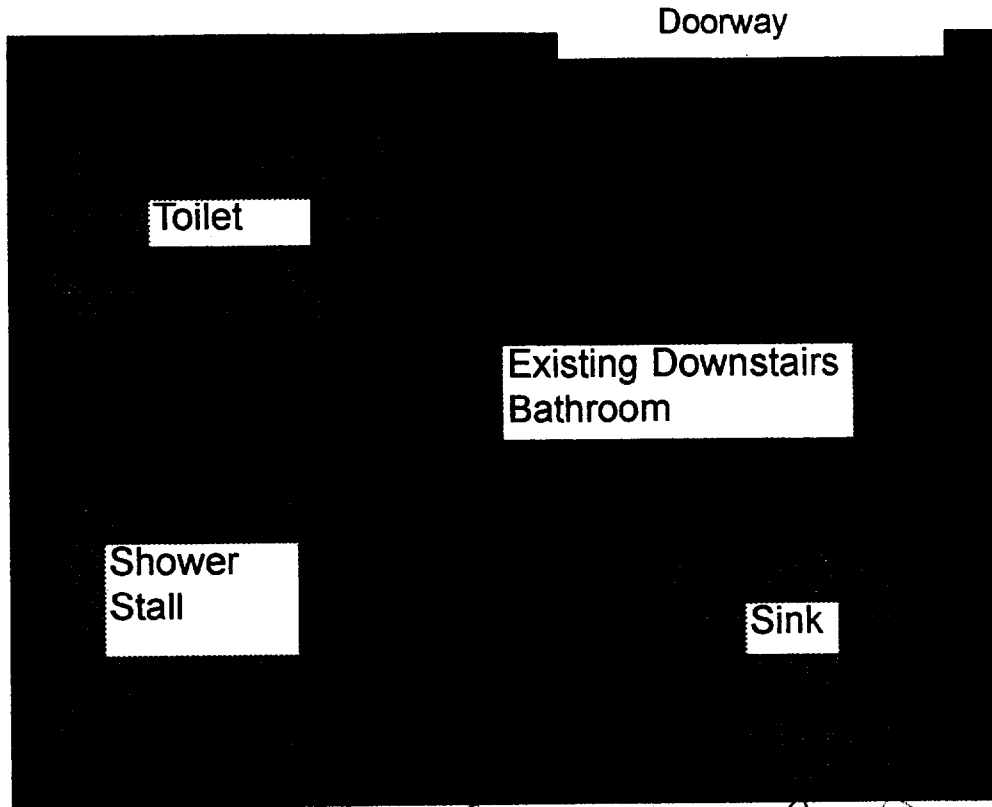 Doorway
Toilet
Existing Downstairs
Bathroom
Shower
Stall
Sink